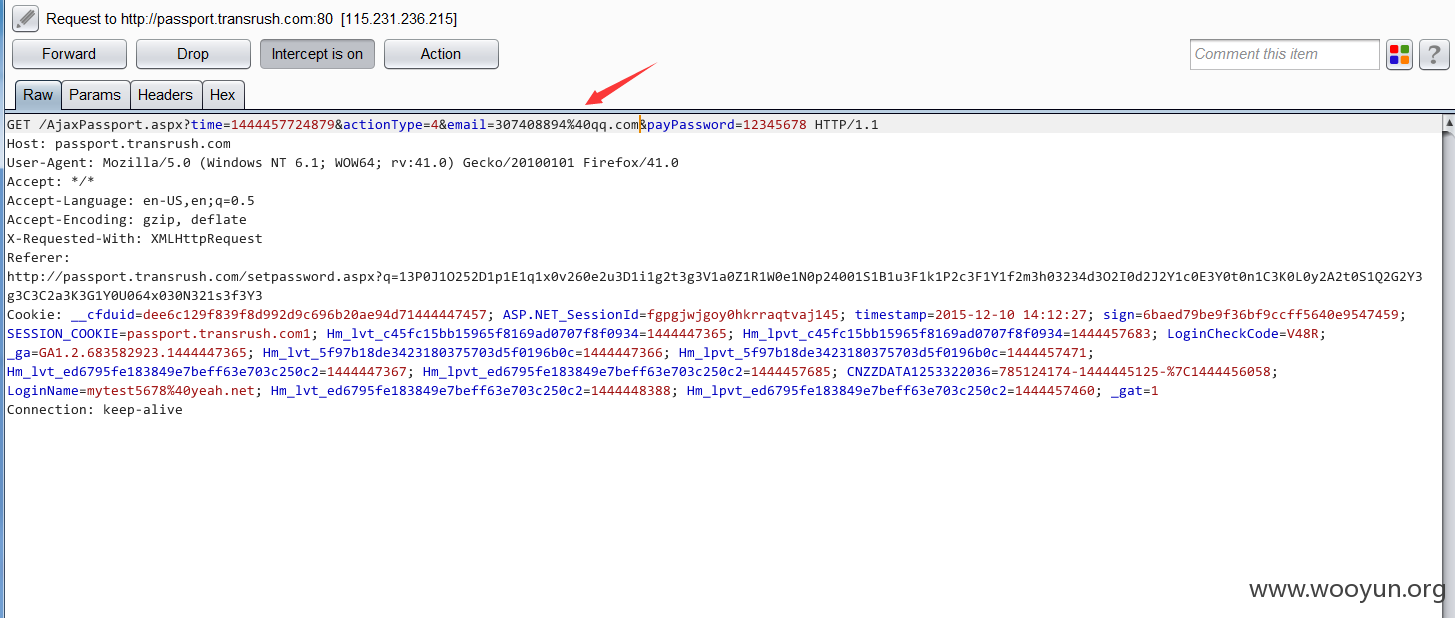 Request to http://passport.transrush.com:80 [115.231.236.215]
Forward Drop Intercept is on Action Comment this item ?
Raw Params Headers Hex
GET /AjaxPassport.aspx?time=1444457724879&actionType=4&email=307408894%40qq.com&payPassword=12345678 HTTP/1.1
Host: passport.transrush.com
User-Agent: Mozilla/5.0 (Windows NT 6.1; WOW64; rv:41.0) Gecko/20100101 Firefox/41.0
Accept: */*
Accept-Language: en-US,en;q=0.5
Accept-Encoding: gzip, deflate
X-Requested-With: XMLHttpRequest
Referer:
http://passport.transrush.com/setpassword.aspx?q=13P0J1O252D1p1E1q1x0v260e2u3D1i1g2t3g3V1a0Z1R1W0e1N0p24001S1B1u3F1k1P2c3F1Y1f2m3h03234d3O2I0d2J2Y1c0E3Y0t0n1C3K0L0y2A2t0S1Q2G2Y3
g3C3C2a3K3G1Y0U064x030N321s3f3Y3
Cookie: __cfduid=dee6c129f839f8d992d9c696b20ae94d71444447457; ASP.NET_SessionId=fgpgjwjgoy0hkrraqtvaj145; timestamp=2015-12-10 14:12:27; sign=6baed79be9f36bf9ccff5640e9547459;
SESSION_COOKIE=passport.transrush.com1; Hm_lvt_c45fc15bb15965f8169ad0707f8f0934=1444447365; Hm_lpvt_c45fc15bb15965f8169ad0707f8f0934=1444457683; LoginCheckCode=V48R;
_ga=GA1.2.683582923.1444447365; Hm_lvt_5f97b18de3423180375703d5f0196b0c=1444447366; Hm_lpvt_5f97b18de3423180375703d5f0196b0c=1444457471;
Hm_lvt_ed6795fe183849e7beff63e703c250c2=1444447367; Hm_lpvt_ed6795fe183849e7beff63e703c250c2=1444457685; CNZZDATA1253322036=785124174-1444445125-%7C1444456058;
LoginName=mytest5678%40yeah.net; Hm_lvt_ed6795fe183849e7beff63e703c250c2=1444448388; Hm_lpvt_ed6795fe183849e7beff63e703c250c2=1444457460; _gat=1
Connection: keep-alive
www.wooyun.org